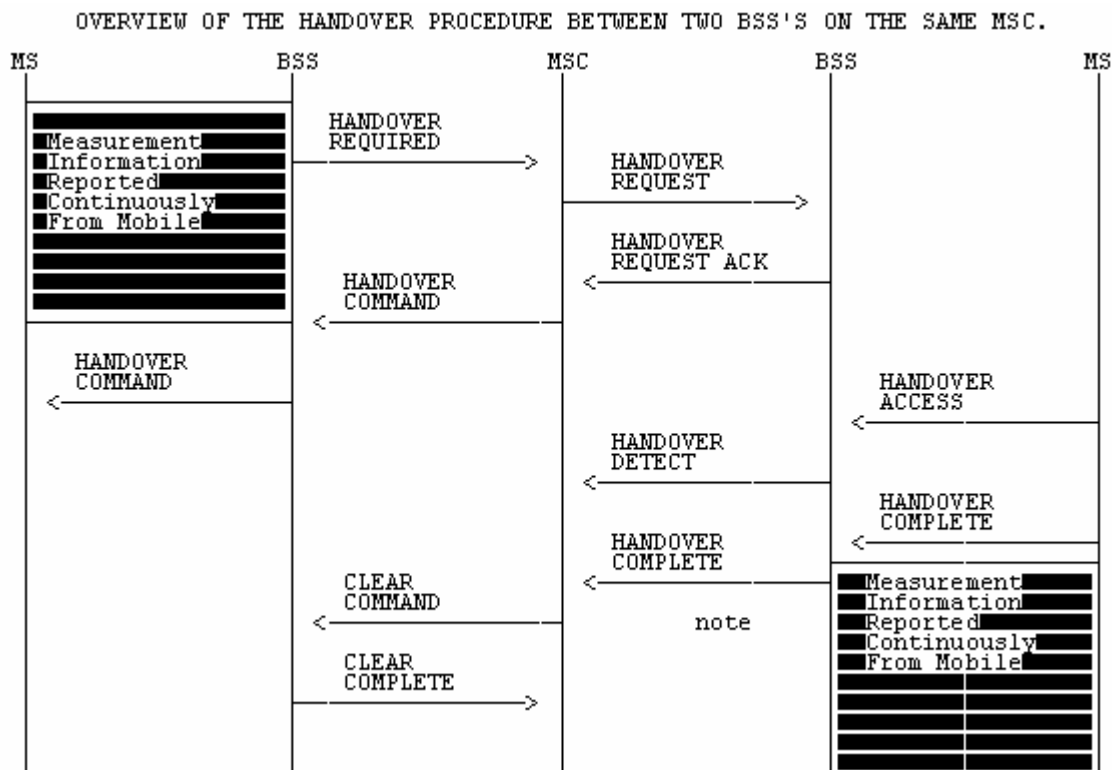 OVERVIEW OF THE HANDOVER PROCEDURE BETWEEN TWO BSS'S ON THE SAME MSC.
MS BSS MSC BSS MS
Measurement
Information
Reported
Continuously
From Mobile
HANDOVER
REQUIRED
HANDOVER
REQUEST
HANDOVER
REQUEST ACK
HANDOVER
COMMAND
HANDOVER
COMMAND
HANDOVER
ACCESS
HANDOVER
DETECT
HANDOVER
COMPLETE
HANDOVER
COMPLETE
CLEAR
COMMAND
note
Measurement
Information
Reported
Continuously
From Mobile
CLEAR
COMPLETE